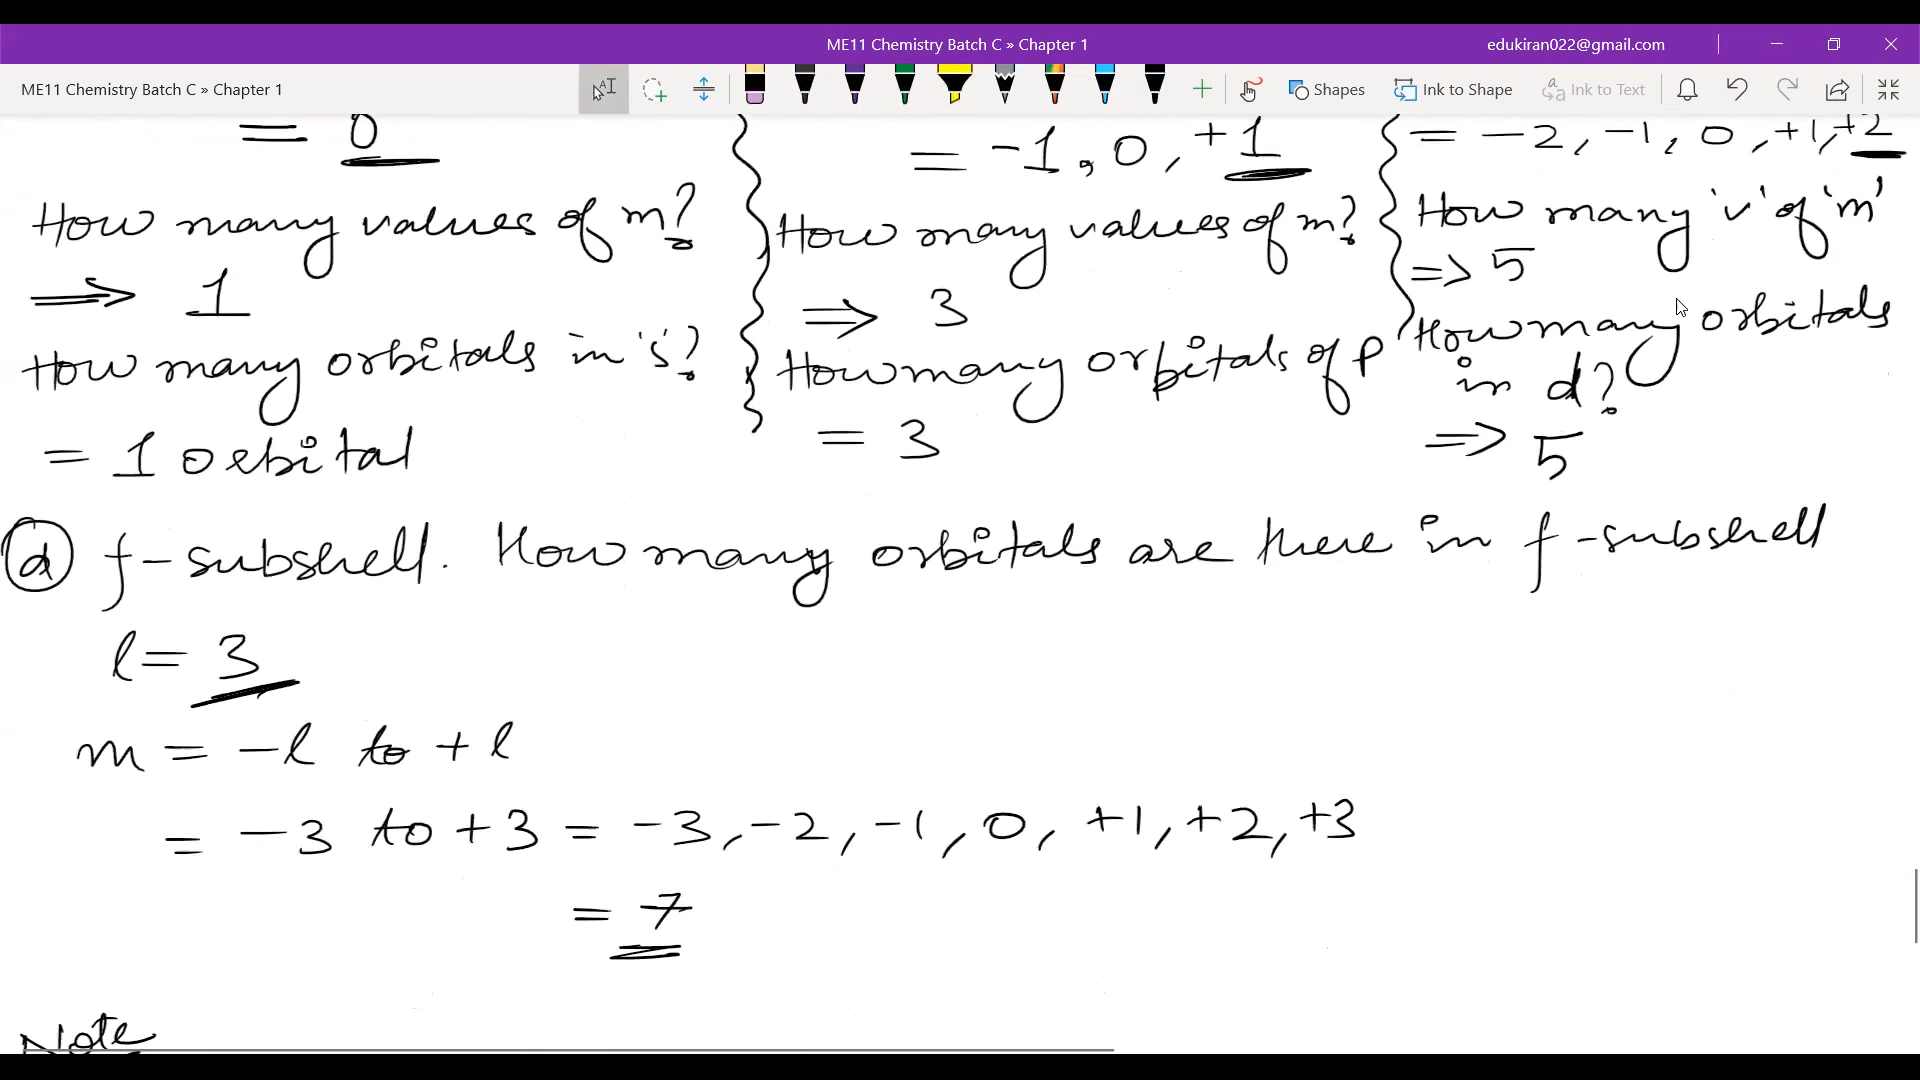 ME11 Chemistry Batch C » Chapter 1
edukiran022@gmail.com
ME11 Chemistry Batch C » Chapter 1
Shapes
Ink to Shape
Ink to Text
= 0
How many values of m?
=> 1
How many orbitals in 's'?
= 1 orbital
= -1, 0, +1
How many values of m?
=> 3
How many orbitals of p
= 3
= -2, -1, 0, +1, +2
How many 'v' of 'm'
=> 5
How many orbitals
in d?
=> 5
(d) f-subshell. How many orbitals are there in f-subshell
l = 3
m = -l to +l
= -3 to +3 = -3, -2, -1, 0, +1, +2, +3
= 7
Note